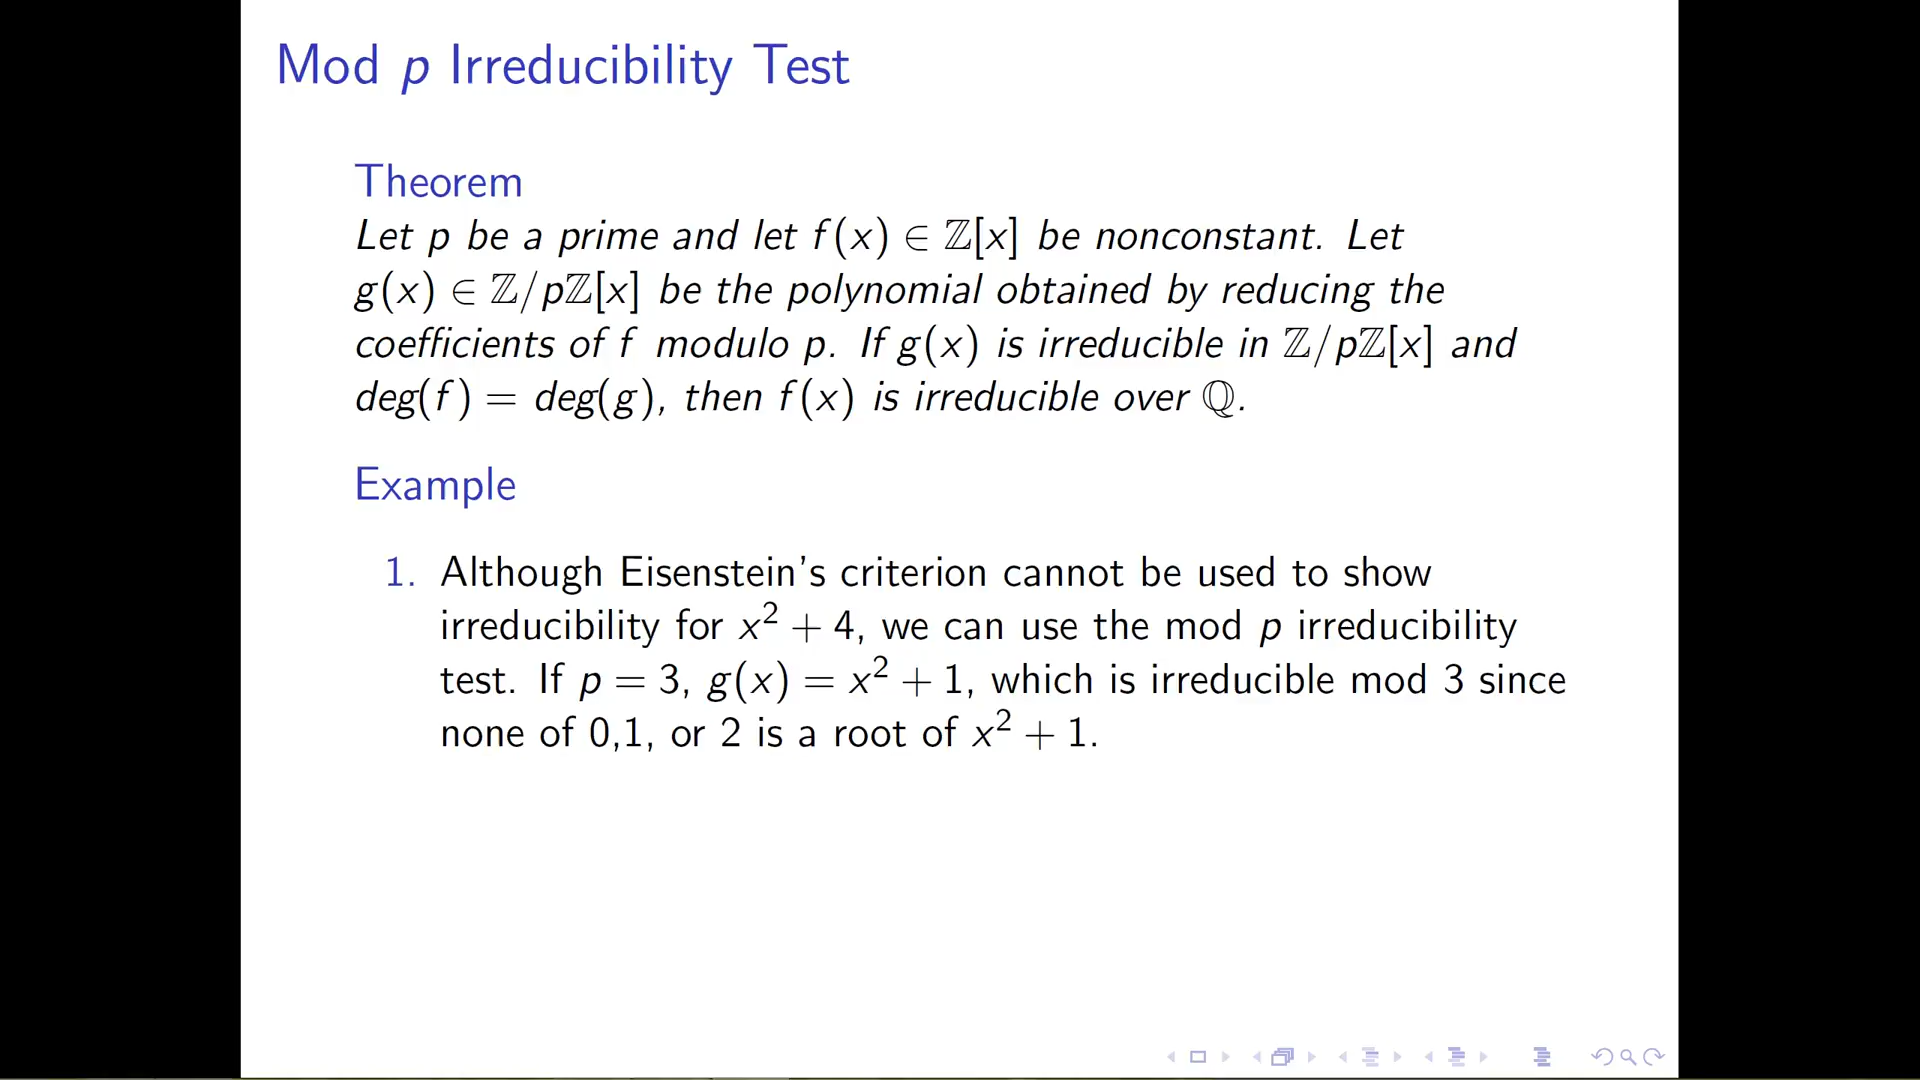 Mod p Irreducibility Test
Theorem
Let p be a prime and let f(x) ∈ ℤ[x] be nonconstant. Let
g(x) ∈ ℤ/pℤ[x] be the polynomial obtained by reducing the
coefficients of f modulo p. If g(x) is irreducible in ℤ/pℤ[x] and
deg(f) = deg(g), then f(x) is irreducible over ℚ.
Example
1. Although Eisenstein's criterion cannot be used to show
irreducibility for x² + 4, we can use the mod p irreducibility
test. If p = 3, g(x) = x² + 1, which is irreducible mod 3 since
none of 0,1, or 2 is a root of x² + 1.